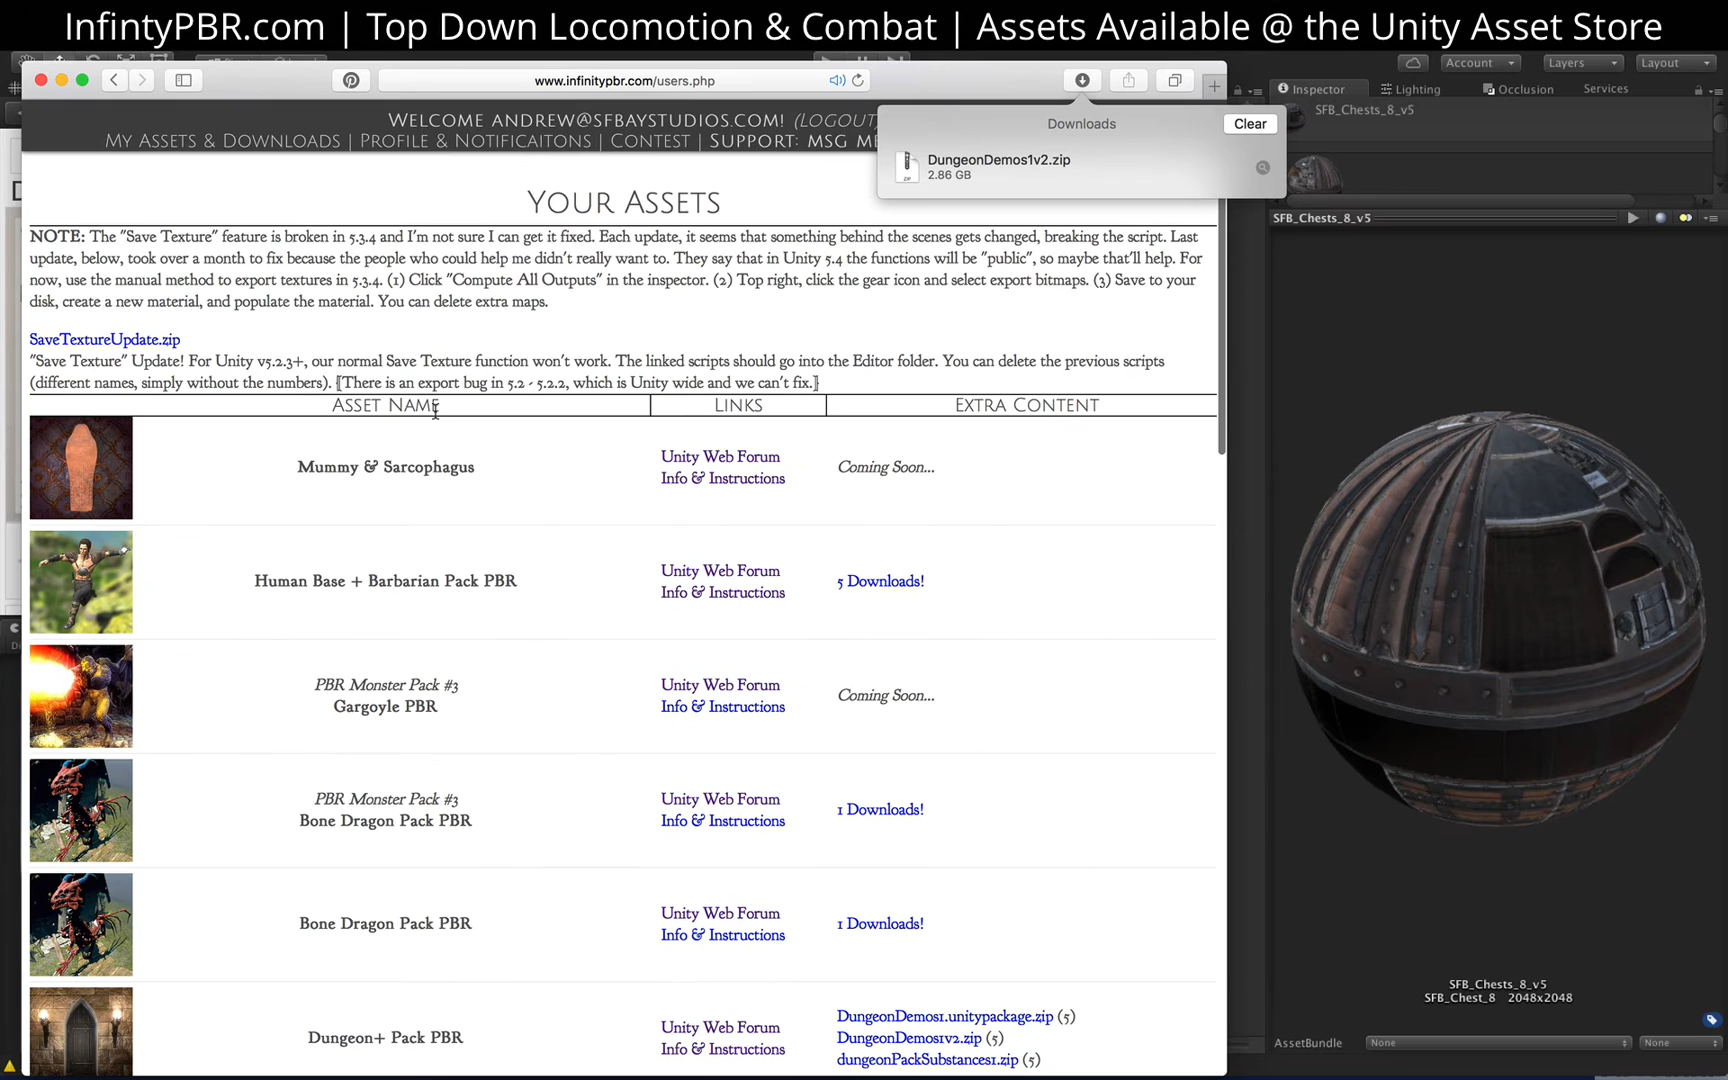 InfintyPBR.com | Top Down Locomotion & Combat | Assets Available @ the Unity Asset Store
Account
Layers
Layout
www.infinitypbr.com/users.php
Inspector
Lighting
Occlusion
Services
SFB_Chests_8_v5
Welcome andrew@sfbaystudios.com! (Logout)
My Assets & Downloads | Profile & Notificaitons | Contest | Support: Msg Me
Downloads
Clear
DungeonDemos1v2.zip
2.86 GB
ZIP
Your Assets
SFB_Chests_8_v5
NOTE: The "Save Texture" feature is broken in 5.3.4 and I'm not sure I can get it fixed. Each update, it seems that something behind the scenes gets changed, breaking the script. Last
update, below, took over a month to fix because the people who could help me didn't really want to. They say that in Unity 5.4 the functions will be "public", so maybe that'll help. For
now, use the manual method to export textures in 5.3.4. (1) Click "Compute All Outputs" in the inspector. (2) Top right, click the gear icon and select export bitmaps. (3) Save to your
disk, create a new material, and populate the material. You can delete extra maps.
SaveTextureUpdate.zip
"Save Texture" Update! For Unity v5.2.3+, our normal Save Texture function won't work. The linked scripts should go into the Editor folder. You can delete the previous scripts
(different names, simply without the numbers). [There is an export bug in 5.2 - 5.2.2, which is Unity wide and we can't fix.]
Asset Name
Links
Extra Content
Mummy & Sarcophagus
Unity Web Forum
Info & Instructions
Coming Soon...
Human Base + Barbarian Pack PBR
Unity Web Forum
Info & Instructions
5 Downloads!
PBR Monster Pack #3
Gargoyle PBR
Unity Web Forum
Info & Instructions
Coming Soon...
PBR Monster Pack #3
Bone Dragon Pack PBR
Unity Web Forum
Info & Instructions
1 Downloads!
Bone Dragon Pack PBR
Unity Web Forum
Info & Instructions
1 Downloads!
Dungeon+ Pack PBR
Unity Web Forum
Info & Instructions
DungeonDemos1.unitypackage.zip (5)
DungeonDemos1v2.zip (5)
dungeonPackSubstances1.zip (5)
SFB_Chests_8_v5
SFB_Chest_8 2048x2048
AssetBundle
None
None